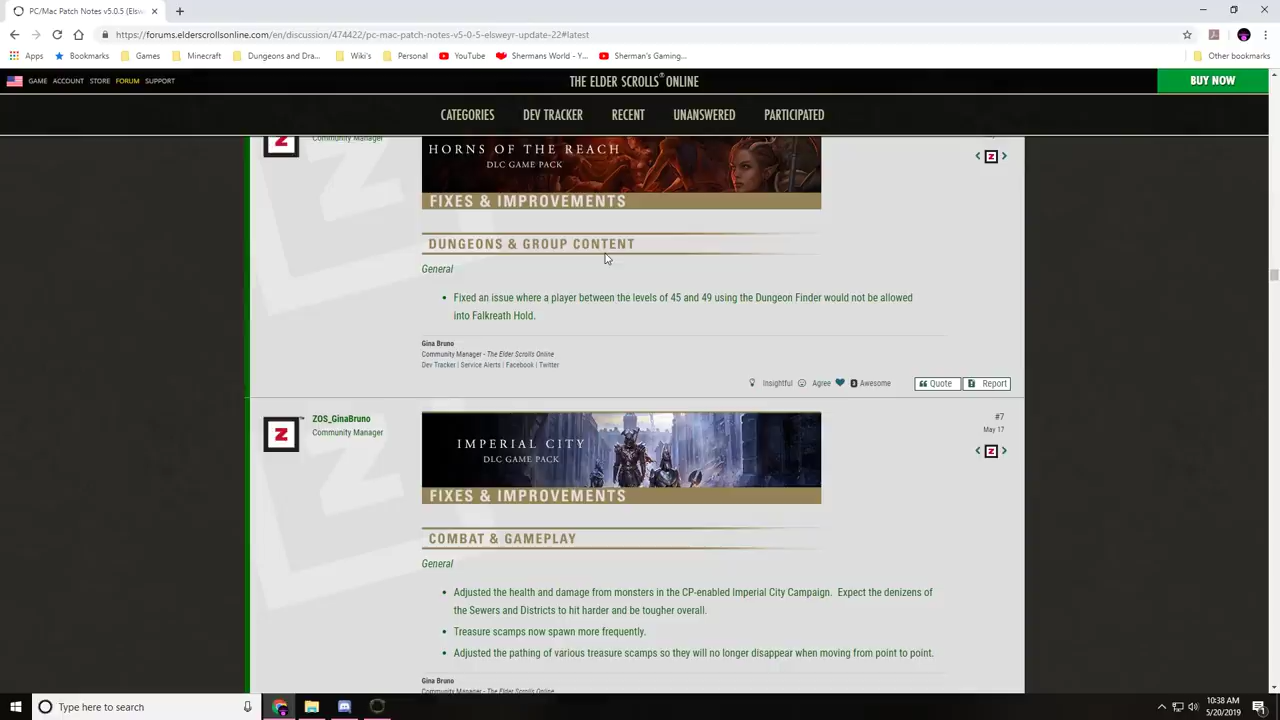 PC/Mac Patch Notes v5.0.5 (Elsw
https://forums.elderscrollsonline.com/en/discussion/474422/pc-mac-patch-notes-v5-0-5-elsweyr-update-22#latest
Apps Bookmarks Games Minecraft Dungeons and Dra... Wiki's Personal YouTube Shermans World - Y... Sherman's Gaming... Other bookmarks
GAME ACCOUNT STORE FORUM SUPPORT
THE ELDER SCROLLS® ONLINE
BUY NOW
CATEGORIES DEV TRACKER RECENT UNANSWERED PARTICIPATED
Community Manager
HORNS OF THE REACH
DLC GAME PACK
FIXES & IMPROVEMENTS
DUNGEONS & GROUP CONTENT
General
• Fixed an issue where a player between the levels of 45 and 49 using the Dungeon Finder would not be allowed
into Falkreath Hold.
Gina Bruno
Community Manager - The Elder Scrolls Online
Dev Tracker | Service Alerts | Facebook | Twitter
Insightful Agree 3 Awesome Quote Report
ZOS_GinaBruno
Community Manager
#7
May 17
IMPERIAL CITY
DLC GAME PACK
FIXES & IMPROVEMENTS
COMBAT & GAMEPLAY
General
• Adjusted the health and damage from monsters in the CP-enabled Imperial City Campaign. Expect the denizens of
the Sewers and Districts to hit harder and be tougher overall.
• Treasure scamps now spawn more frequently.
• Adjusted the pathing of various treasure scamps so they will no longer disappear when moving from point to point.
Gina Bruno
Community Manager - The Elder Scrolls Online
Type here to search
10:38 AM
5/20/2019